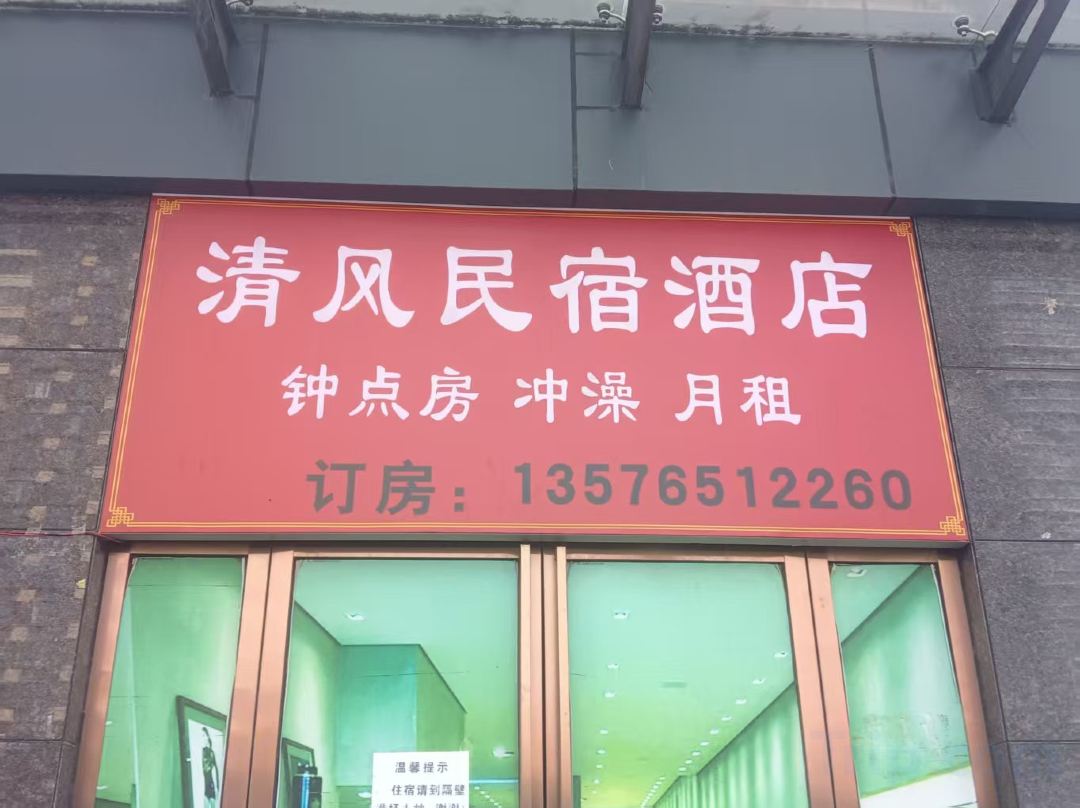 清风民宿酒店
钟点房 冲澡 月租
订房：13576512260
温馨提示
住宿请到隔壁